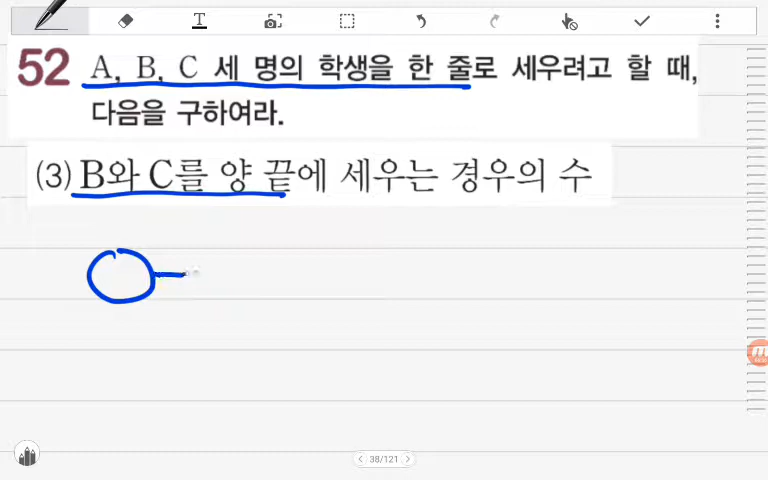 T
52 A, B, C 세 명의 학생을 한 줄로 세우려고 할 때,
다음을 구하여라.
(3) B와 C를 양 끝에 세우는 경우의 수
38/121